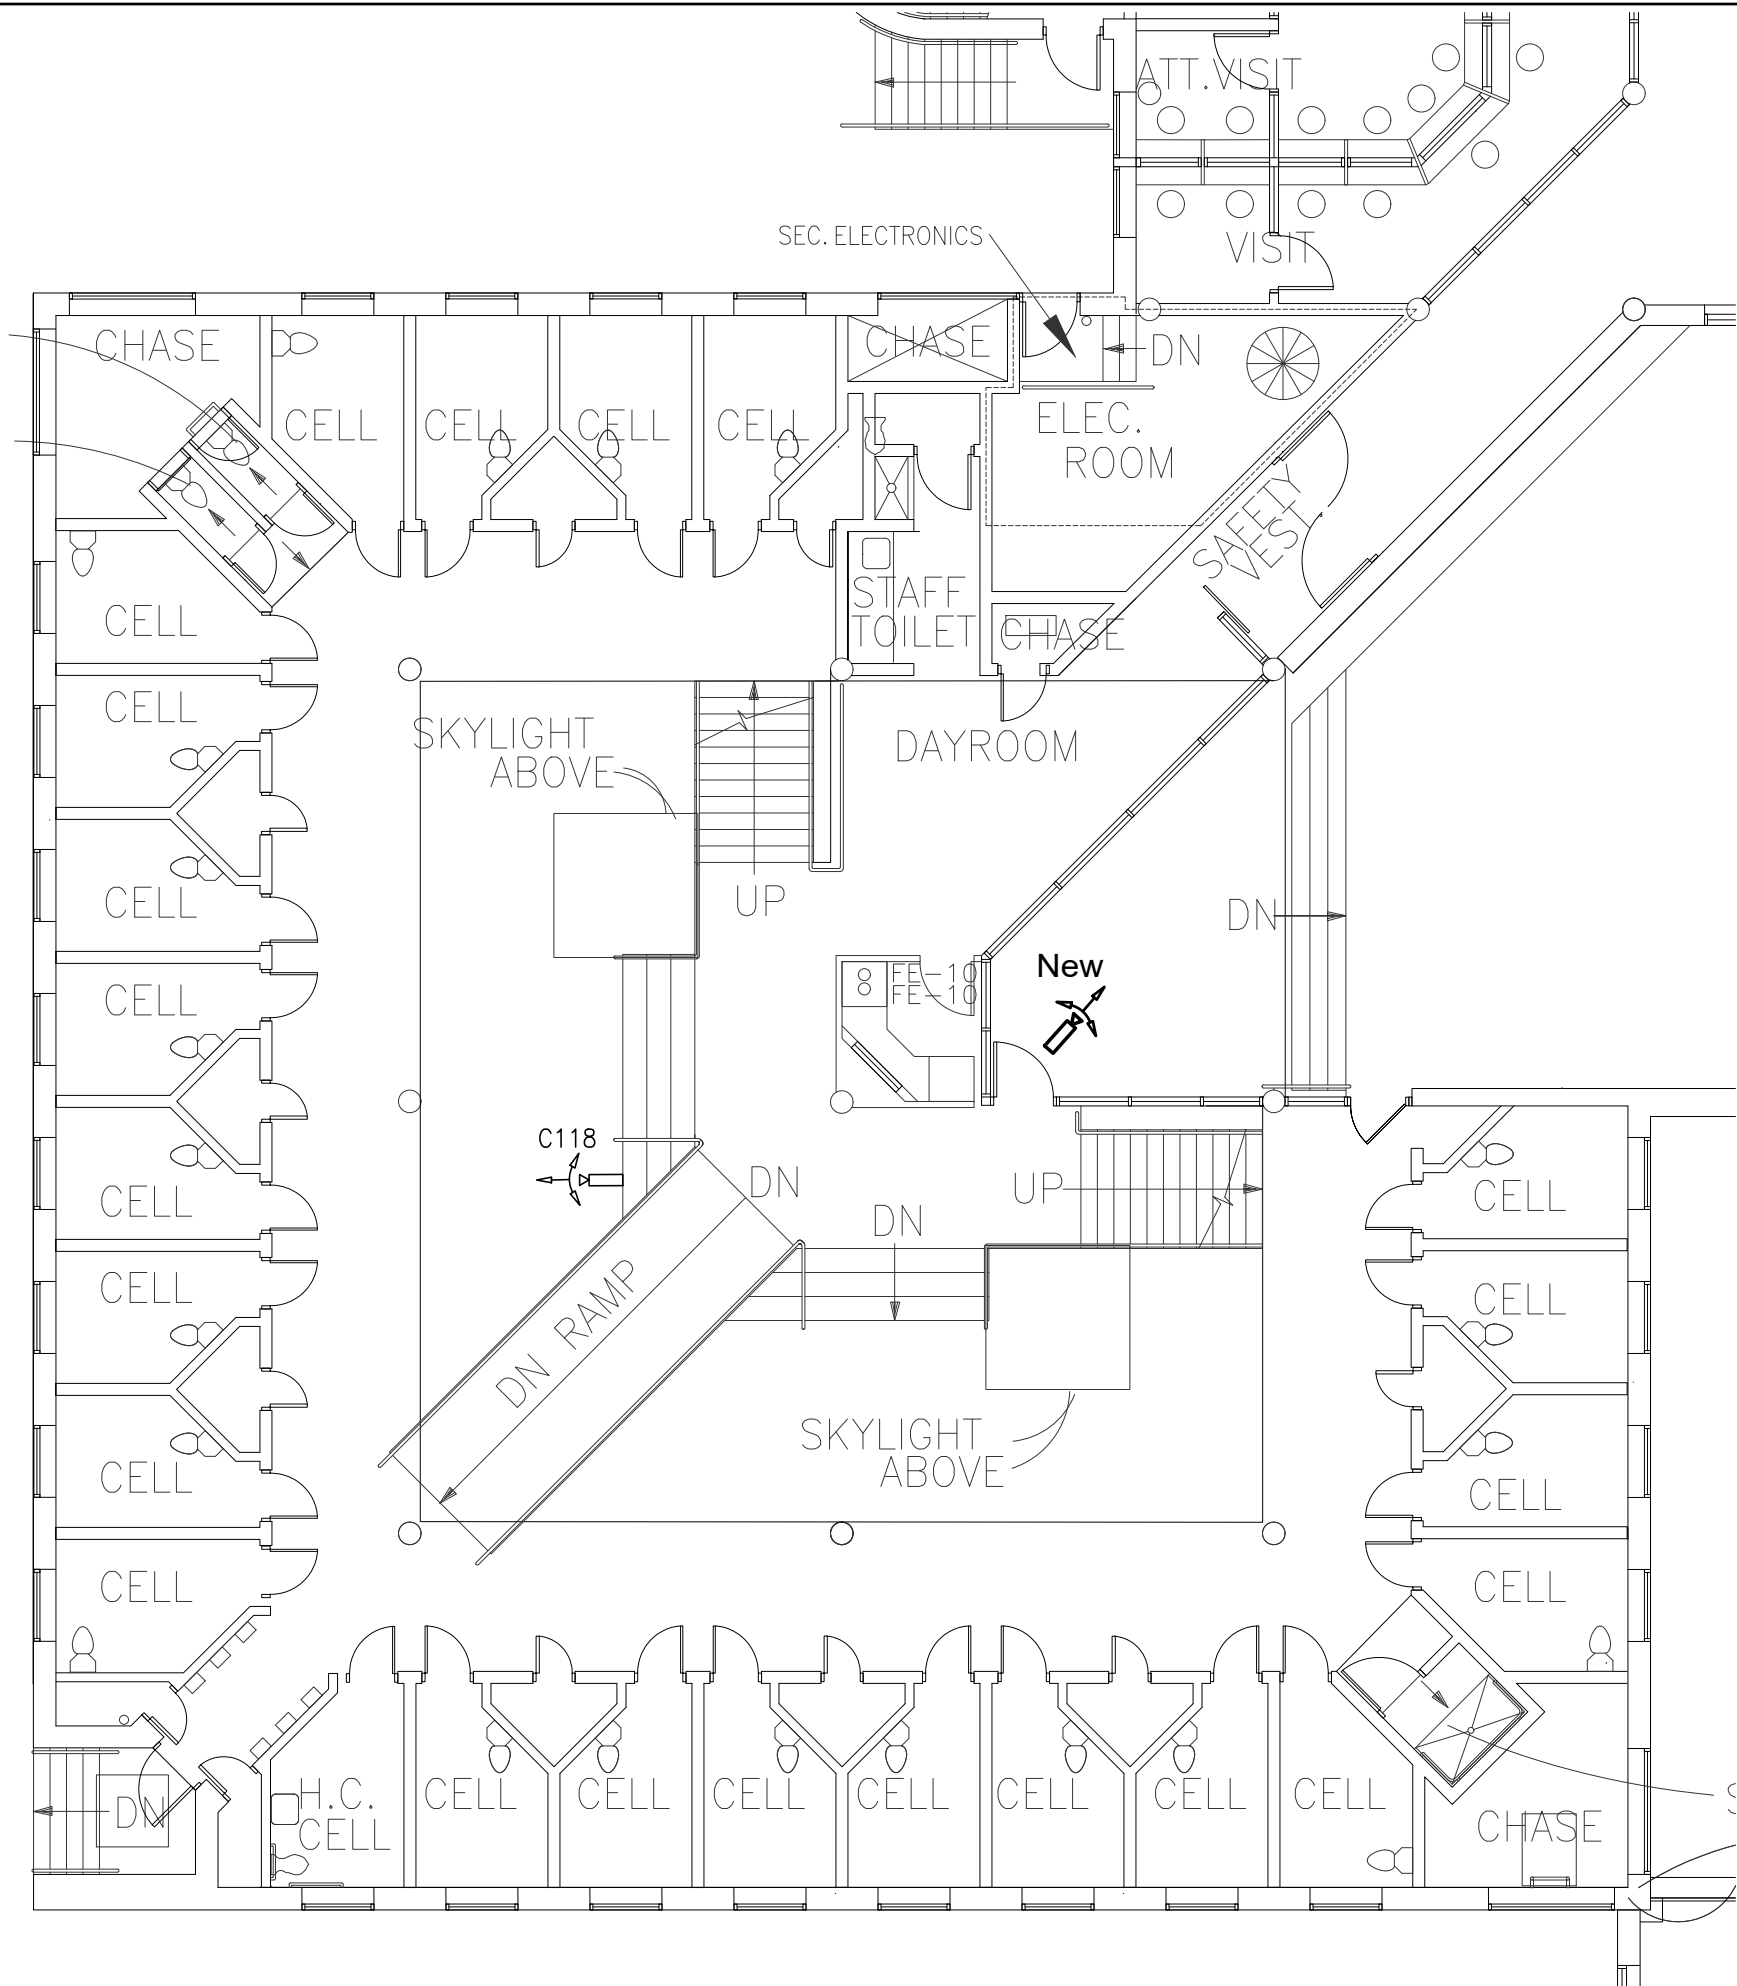 ATT. VISIT
SEC. ELECTRONICS
VISIT
CHASE
CHASE
DN
CELL
CELL
CELL
CELL
ELEC.
ROOM
SAFETY
VEST.
CELL
STAFF
TOILET
CHASE
CELL
SKYLIGHT
ABOVE
DAYROOM
CELL
UP
DN
New
FE-10
FE-10
CELL
C118
DN
UP
CELL
CELL
DN
CELL
CELL
DN RAMP
SKYLIGHT
ABOVE
CELL
CELL
CELL
CELL
H.C.
CELL
CELL
CELL
CELL
CELL
CELL
CELL
CELL
DN
CHASE
S